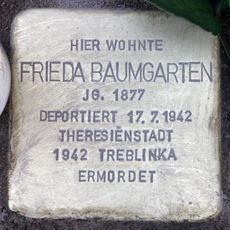 HIER WOHNTE
FRIEDA BAUMGARTEN
JG. 1877
DEPORTIERT 17. 7. 1942
THERESIENSTADT
1942 TREBLINKA
ERMORDET